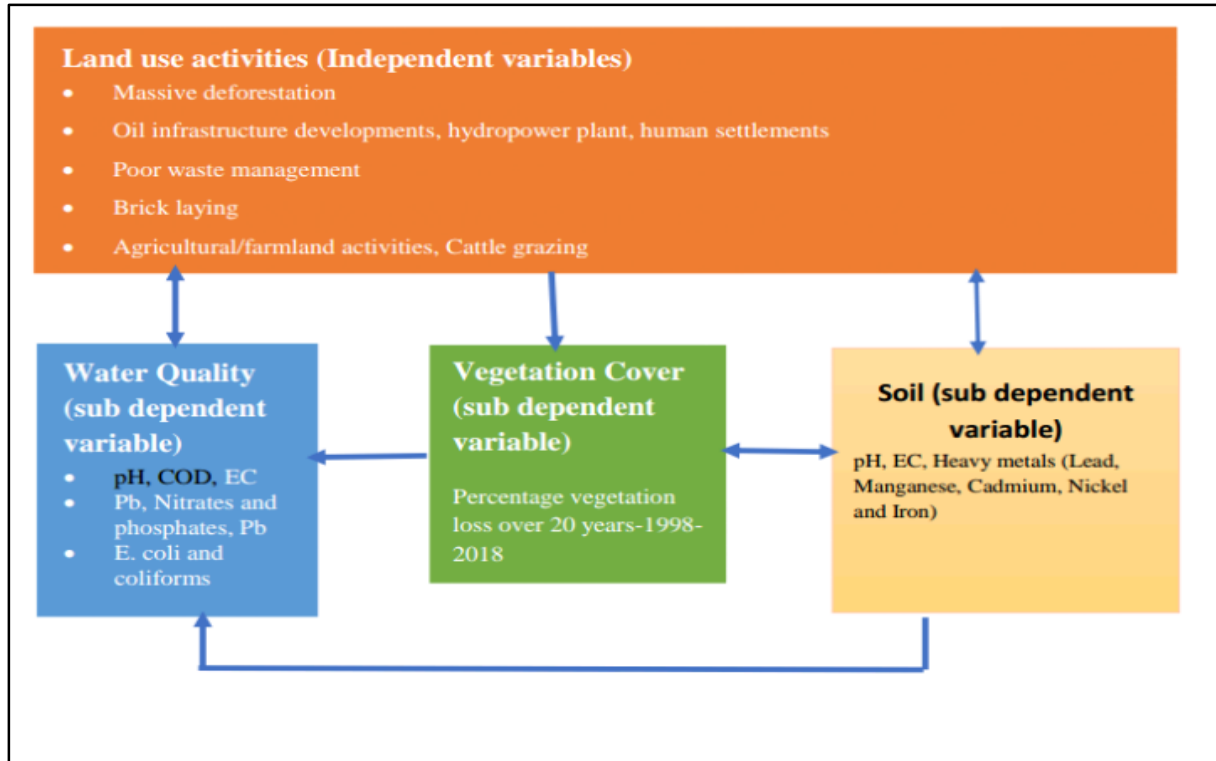 Land use activities (Independent variables)
• Massive deforestation
• Oil infrastructure developments, hydropower plant, human settlements
• Poor waste management
• Brick laying
• Agricultural/farmland activities, Cattle grazing
Water Quality
(sub dependent
variable)
• pH, COD, EC
• Pb, Nitrates and
phosphates, Pb
• E. coli and
coliforms
Vegetation Cover
(sub dependent
variable)
Percentage vegetation
loss over 20 years-1998-
2018
Soil (sub dependent
variable)
pH, EC, Heavy metals (Lead,
Manganese, Cadmium, Nickel
and Iron)